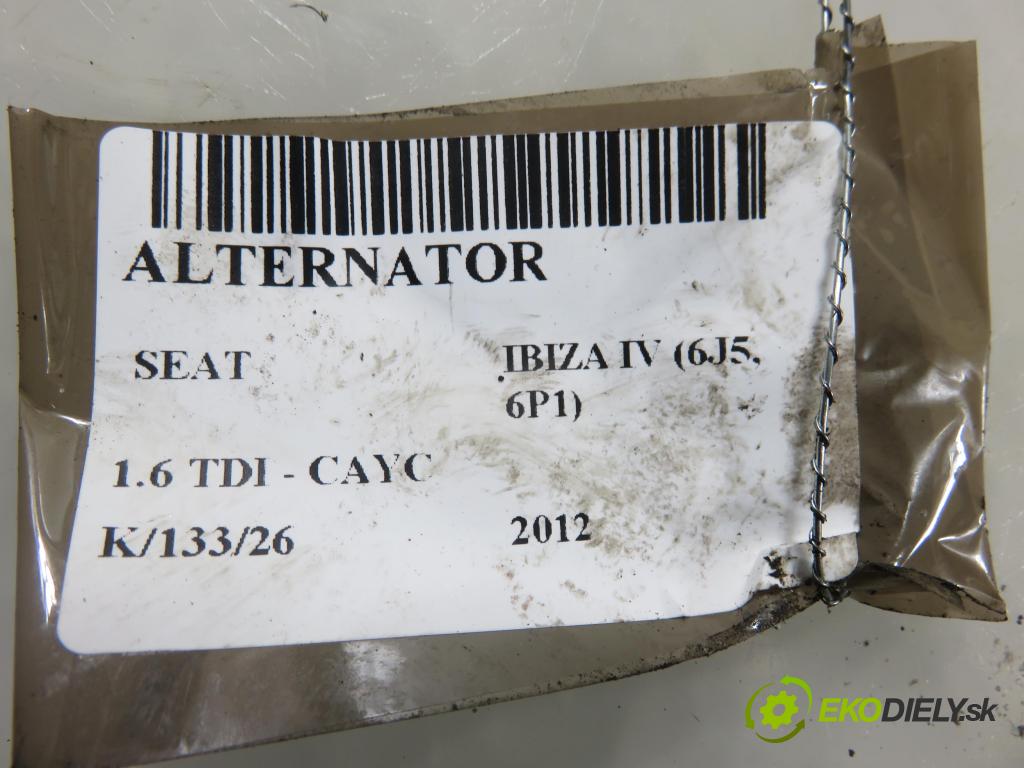 ALTERNATOR
SEAT
IBIZA IV (6J5,
6P1)
1.6 TDI - CAYC
K/133/26
2012
EKODIELY.sk